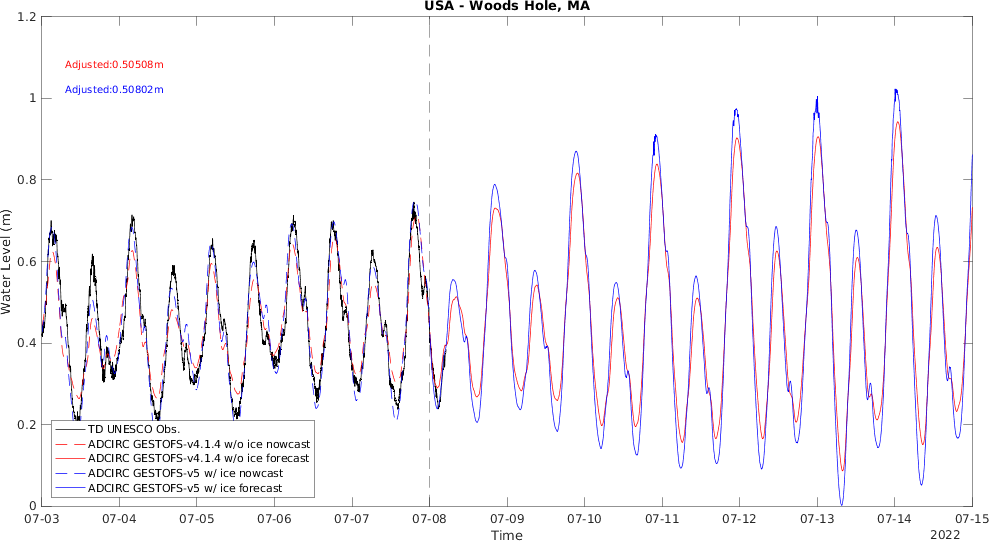 USA - Woods Hole, MA
1.2
Adjusted:0.50508m
Adjusted:0.50802m
1
0.8
0.6
0.4
0.2
0
Water Level (m)
TD UNESCO Obs.
ADCIRC GESTOFS-v4.1.4 w/o ice nowcast
ADCIRC GESTOFS-v4.1.4 w/o ice forecast
ADCIRC GESTOFS-v5 w/ ice nowcast
ADCIRC GESTOFS-v5 w/ ice forecast
07-03 07-04 07-05 07-06 07-07 07-08 07-09 07-10 07-11 07-12 07-13 07-14 07-15
Time
2022